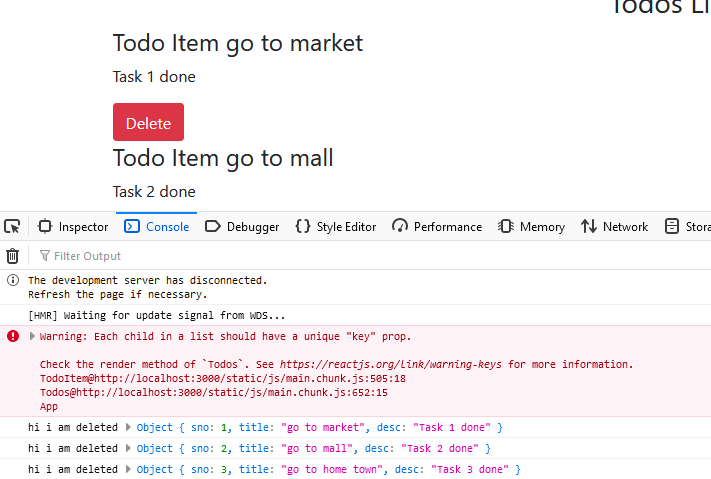 Todos Li
Todo Item go to market
Task 1 done
Delete
Todo Item go to mall
Task 2 done
Inspector Console Debugger Style Editor Performance Memory Network Stora
Filter Output
The development server has disconnected.
Refresh the page if necessary.
[HMR] Waiting for update signal from WDS...
Warning: Each child in a list should have a unique "key" prop.
Check the render method of `Todos`. See https://reactjs.org/link/warning-keys for more information.
TodoItem@http://localhost:3000/static/js/main.chunk.js:505:18
Todos@http://localhost:3000/static/js/main.chunk.js:652:15
App
hi i am deleted Object { sno: 1, title: "go to market", desc: "Task 1 done" }
hi i am deleted Object { sno: 2, title: "go to mall", desc: "Task 2 done" }
hi i am deleted Object { sno: 3, title: "go to home town", desc: "Task 3 done" }